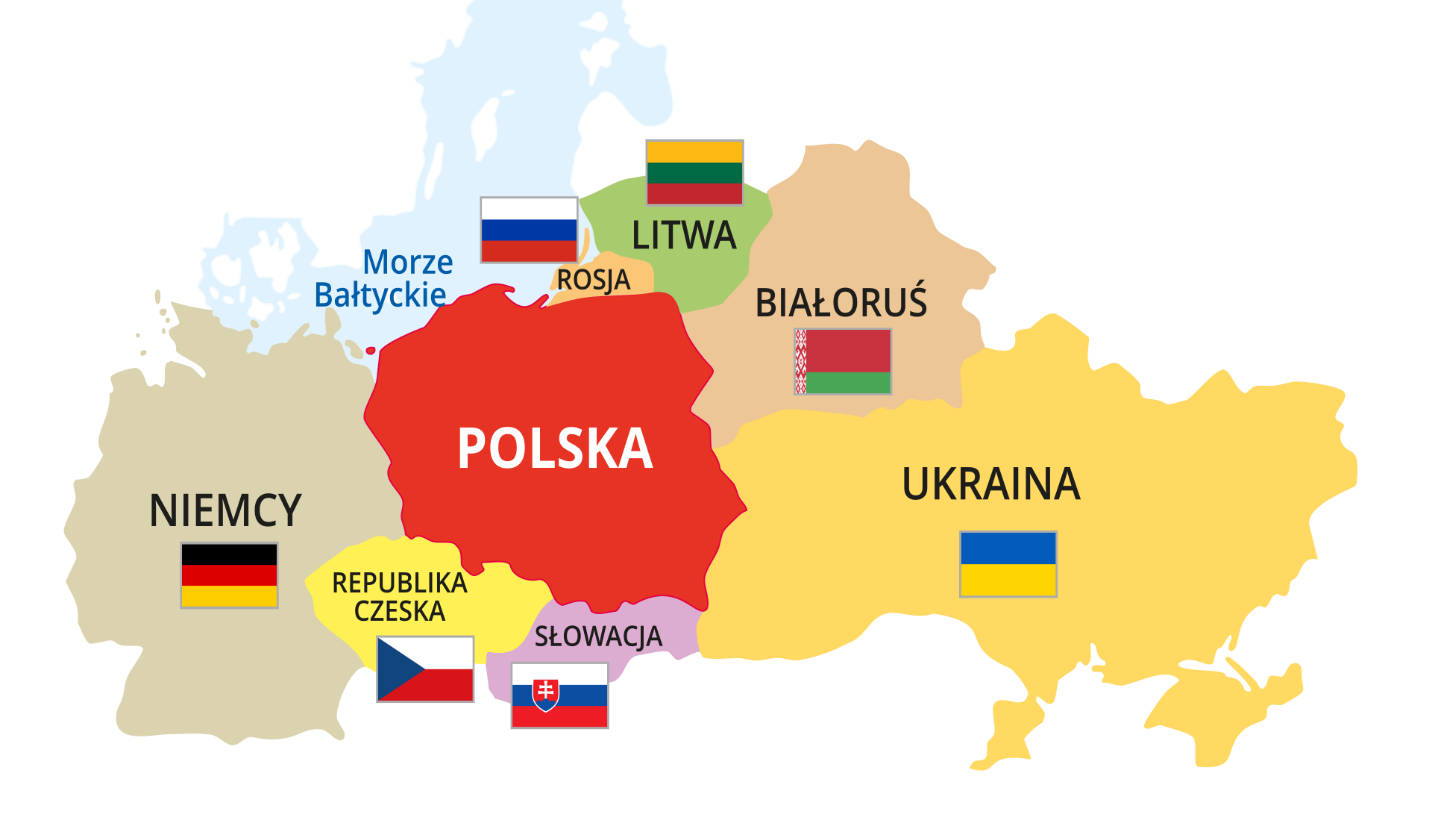 LITWA
Morze
Bałtyckie
ROSJA
BIAŁORUŚ
POLSKA
UKRAINA
NIEMCY
REPUBLIKA
CZESKA
SŁOWACJA